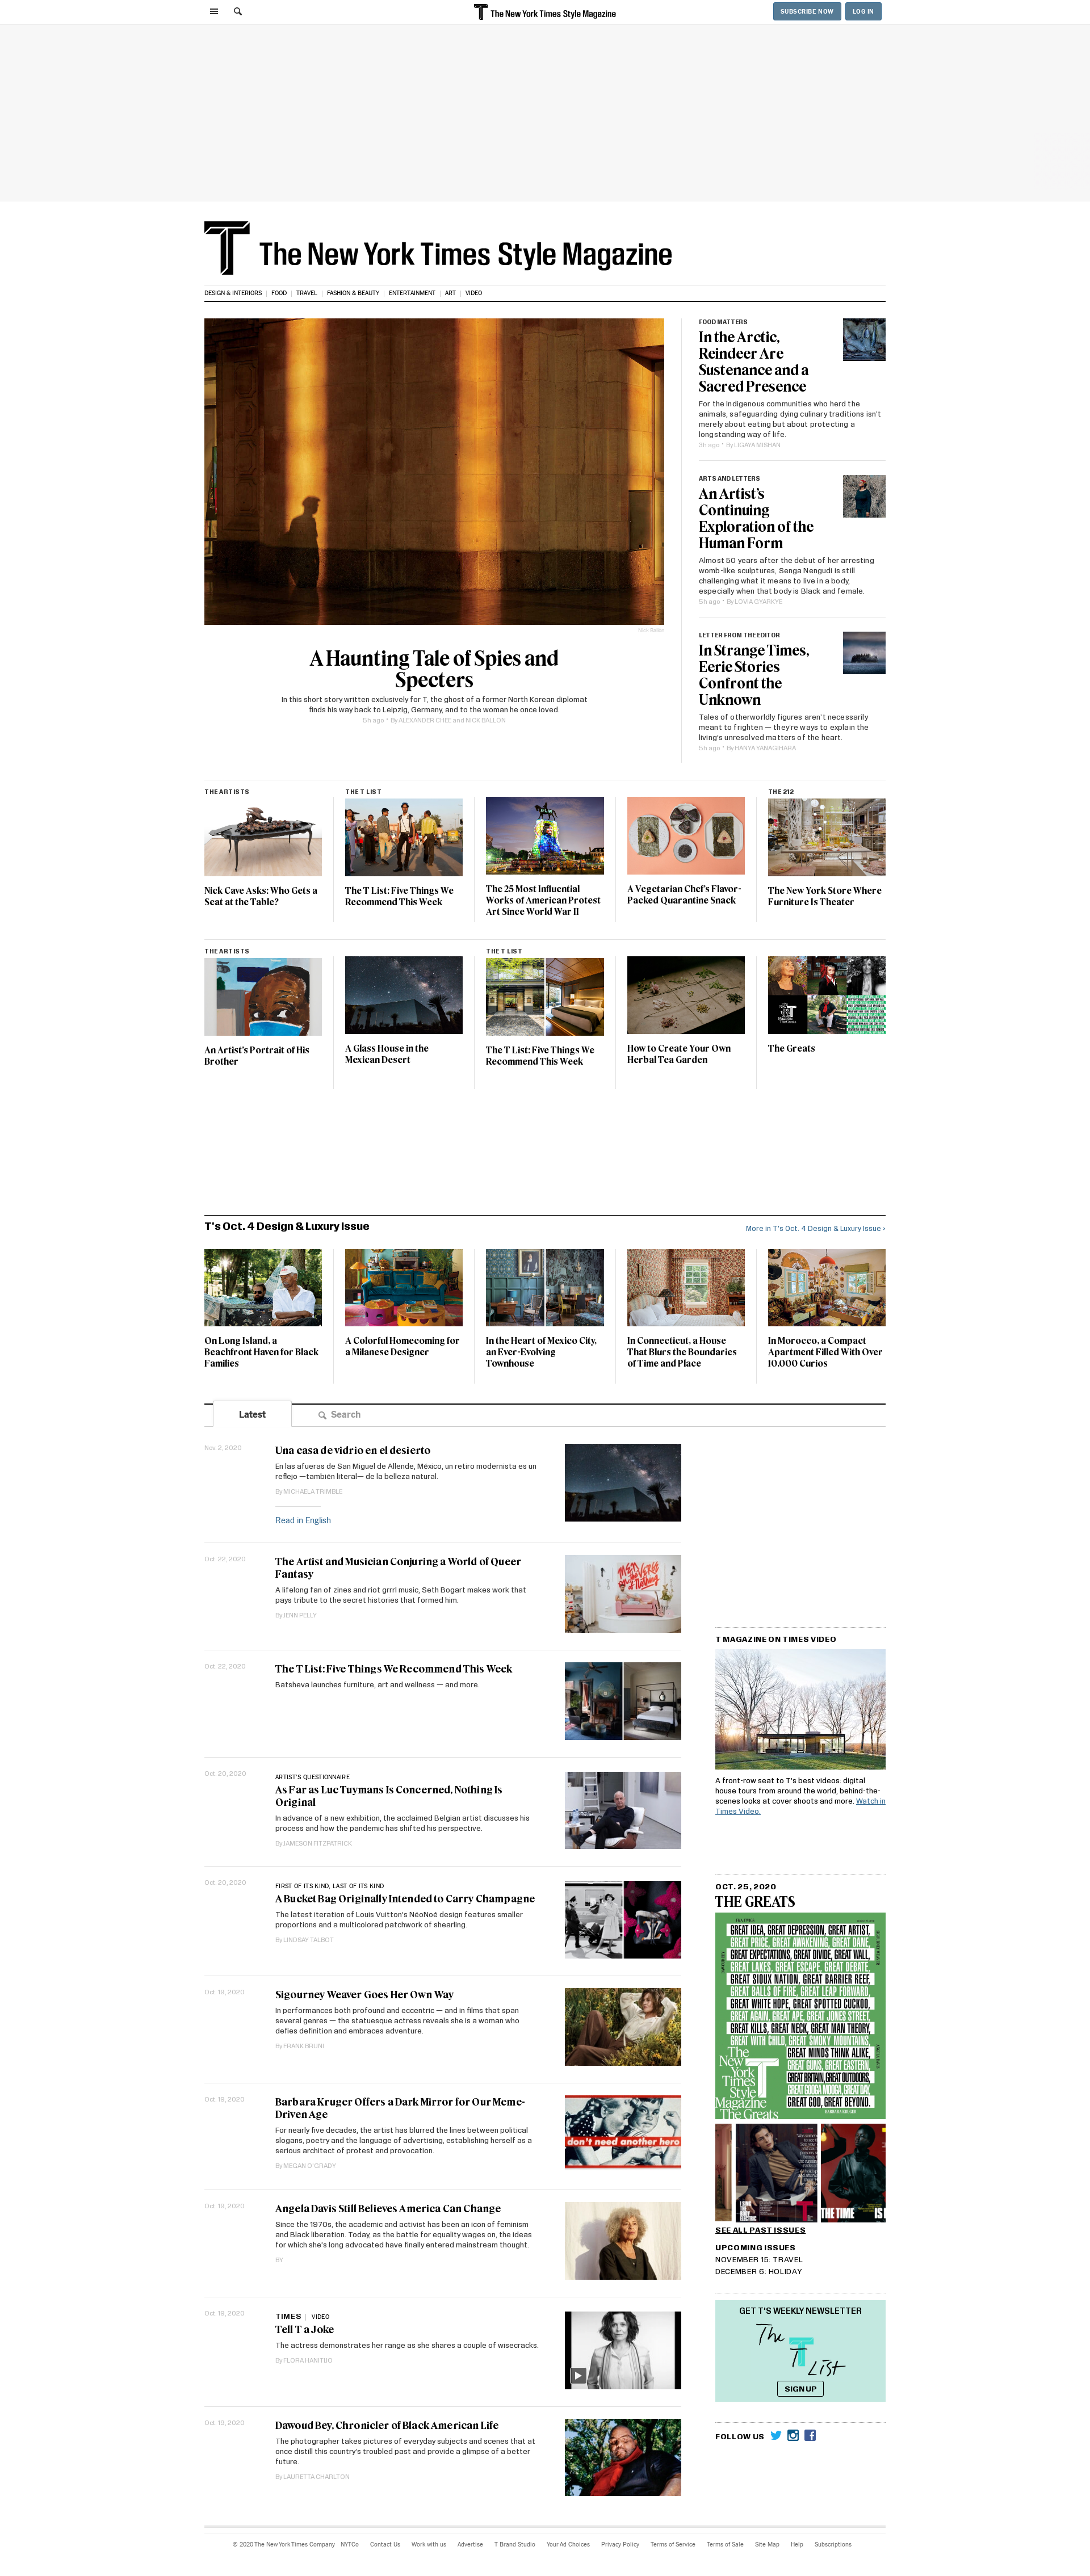 The New York Times Style Magazine
SUBSCRIBE NOW
LOG IN
The New York Times Style Magazine
DESIGN & INTERIORS | FOOD | TRAVEL | FASHION & BEAUTY | ENTERTAINMENT | ART | VIDEO
A Haunting Tale of Spies and
Specters
In this short story written exclusively for T, the ghost of a former North Korean diplomat
finds his way back to Leipzig, Germany, and to the woman he once loved.
5h ago • By ALEXANDER CHEE and NICK BALLON
FOOD MATTERS
In the Arctic,
Reindeer Are
Sustenance and a
Sacred Presence
For the Indigenous communities who herd the
animals, safeguarding dying culinary traditions isn't
merely about eating but about protecting a
longstanding way of life.
3h ago • By LIGAYA MISHAN
ARTS AND LETTERS
An Artist's
Continuing
Exploration of the
Human Form
Almost 50 years after the debut of her arresting
womb-like sculptures, Senga Nengudi is still
challenging what it means to live in a body,
especially when that body is Black and female.
5h ago • By LOVIA GYARKYE
LETTER FROM THE EDITOR
In Strange Times,
Eerie Stories
Confront the
Unknown
Tales of otherworldly figures aren't necessarily
meant to frighten — they're ways to explain the
living's unresolved matters of the heart.
5h ago • By HANYA YANAGIHARA
THE ARTISTS
Nick Cave Asks: Who Gets a
Seat at the Table?
THE T LIST
The T List: Five Things We
Recommend This Week
The 25 Most Influential
Works of American Protest
Art Since World War II
A Vegetarian Chef's Flavor-
Packed Quarantine Snack
THE 212
The New York Store Where
Furniture Is Theater
THE ARTISTS
An Artist's Portrait of His
Brother
A Glass House in the
Mexican Desert
THE T LIST
The T List: Five Things We
Recommend This Week
How to Create Your Own
Herbal Tea Garden
The Greats
T's Oct. 4 Design & Luxury Issue
More in T's Oct. 4 Design & Luxury Issue ›
On Long Island, a
Beachfront Haven for Black
Families
A Colorful Homecoming for
a Milanese Designer
In the Heart of Mexico City,
an Ever-Evolving
Townhouse
In Connecticut, a House
That Blurs the Boundaries
of Time and Place
In Morocco, a Compact
Apartment Filled With Over
10,000 Curios
Latest
Search
Nov. 2, 2020
Una casa de vidrio en el desierto
En las afueras de San Miguel de Allende, México, un retiro modernista es un
reflejo —también literal— de la belleza natural.
By MICHAELA TRIMBLE
Read in English
Oct. 22, 2020
The Artist and Musician Conjuring a World of Queer
Fantasy
A lifelong fan of zines and riot grrrl music, Seth Bogart makes work that
pays tribute to the secret histories that formed him.
By JENN PELLY
Oct. 22, 2020
The T List: Five Things We Recommend This Week
Batsheva launches furniture, art and wellness — and more.
Oct. 20, 2020
ARTIST'S QUESTIONNAIRE
As Far as Luc Tuymans Is Concerned, Nothing Is
Original
In advance of a new exhibition, the acclaimed Belgian artist discusses his
process and how the pandemic has shifted his perspective.
By JAMESON FITZPATRICK
Oct. 20, 2020
FIRST OF ITS KIND, LAST OF ITS KIND
A Bucket Bag Originally Intended to Carry Champagne
The latest iteration of Louis Vuitton's NéoNoé design features smaller
proportions and a multicolored patchwork of shearling.
By LINDSAY TALBOT
Oct. 19, 2020
Sigourney Weaver Goes Her Own Way
In performances both profound and eccentric — and in films that span
several genres — the statuesque actress reveals she is a woman who
defies definition and embraces adventure.
By FRANK BRUNI
Oct. 19, 2020
Barbara Kruger Offers a Dark Mirror for Our Meme-
Driven Age
For nearly five decades, the artist has blurred the lines between political
slogans, poetry and the language of advertising, establishing herself as a
serious architect of protest and provocation.
By MEGAN O'GRADY
don't need another hero
Oct. 19, 2020
Angela Davis Still Believes America Can Change
Since the 1970s, the academic and activist has been an icon of feminism
and Black liberation. Today, as the battle for equality wages on, the ideas
for which she's long advocated have finally entered mainstream thought.
BY
Oct. 19, 2020
TIMES | VIDEO
Tell T a Joke
The actress demonstrates her range as she shares a couple of wisecracks.
By FLORA HANITIJO
Oct. 19, 2020
Dawoud Bey, Chronicler of Black American Life
The photographer takes pictures of everyday subjects and scenes that at
once distill this country's troubled past and provide a glimpse of a better
future.
By LAURETTA CHARLTON
T MAGAZINE ON TIMES VIDEO
A front-row seat to T's best videos: digital
house tours from around the world, behind-the-
scenes looks at cover shoots and more. Watch in
Times Video.
OCT. 25, 2020
THE GREATS
GREAT IDEA, GREAT DEPRESSION, GREAT ARTIST,
GREAT PRICE, GREAT AWAKENING, GREAT DANE,
GREAT EXPECTATIONS, GREAT DIVIDE, GREAT WALL,
GREAT LAKES, GREAT ESCAPE, GREAT DEBATE,
GREAT SIOUX NATION, GREAT BARRIER REEF,
GREAT BALLS OF FIRE, GREAT LEAP FORWARD,
GREAT WHITE HOPE, GREAT SPOTTED CUCKOO,
GREAT AGAIN, GREAT APE, GREAT JONES STREET,
GREAT KILLS, GREAT NECK, GREAT MAN THEORY,
GREAT WITH CHILD, GREAT SMOKY MOUNTAINS,
GREAT MINDS THINK ALIKE,
GREAT GUNS, GREAT EASTERN,
GREAT BRITAIN, GREAT OUTDOORS,
GREAT GOOGA MOOGA, GREAT DAY,
GREAT GOD, GREAT BEYOND.
The
New
York
Times
Style
Magazine
The Greats
BARBARA KRUGER
THE TIME IS
SEE ALL PAST ISSUES
UPCOMING ISSUES
NOVEMBER 15: TRAVEL
DECEMBER 6: HOLIDAY
GET T'S WEEKLY NEWSLETTER
The
T
List
SIGN UP
FOLLOW US
© 2020 The New York Times Company NYTCo Contact Us Work with us Advertise T Brand Studio Your Ad Choices Privacy Policy Terms of Service Terms of Sale Site Map Help Subscriptions